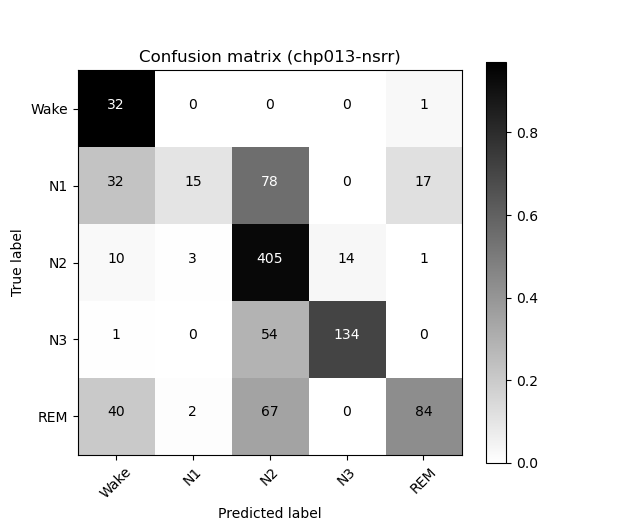 Confusion matrix (chp013-nsrr)
Wake 32 0 0 0 1
N1 32 15 78 0 17
N2 10 3 405 14 1
N3 1 0 54 134 0
REM 40 2 67 0 84
Wake N1 N2 N3 REM
Predicted label
True label
0.8
0.6
0.4
0.2
0.0